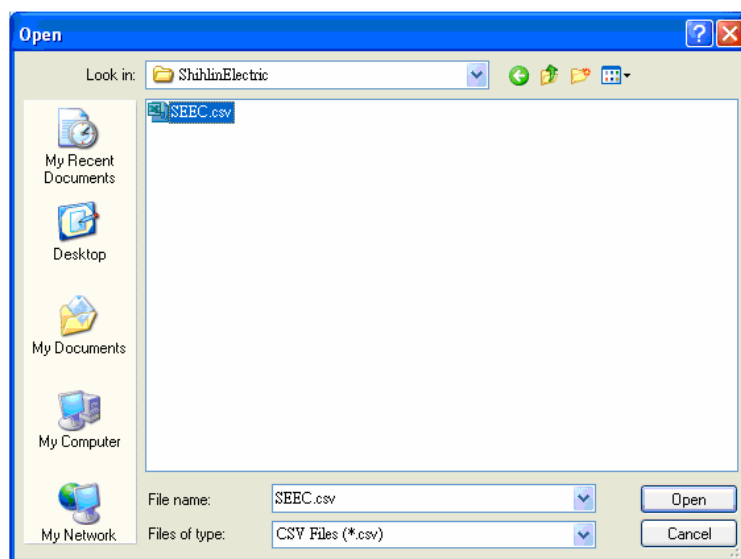 Open
Look in: ShihlinElectric
SEEC.csv
My Recent
Documents
Desktop
My Documents
My Computer
My Network
File name: SEEC.csv Open
Files of type: CSV Files (*.csv) Cancel